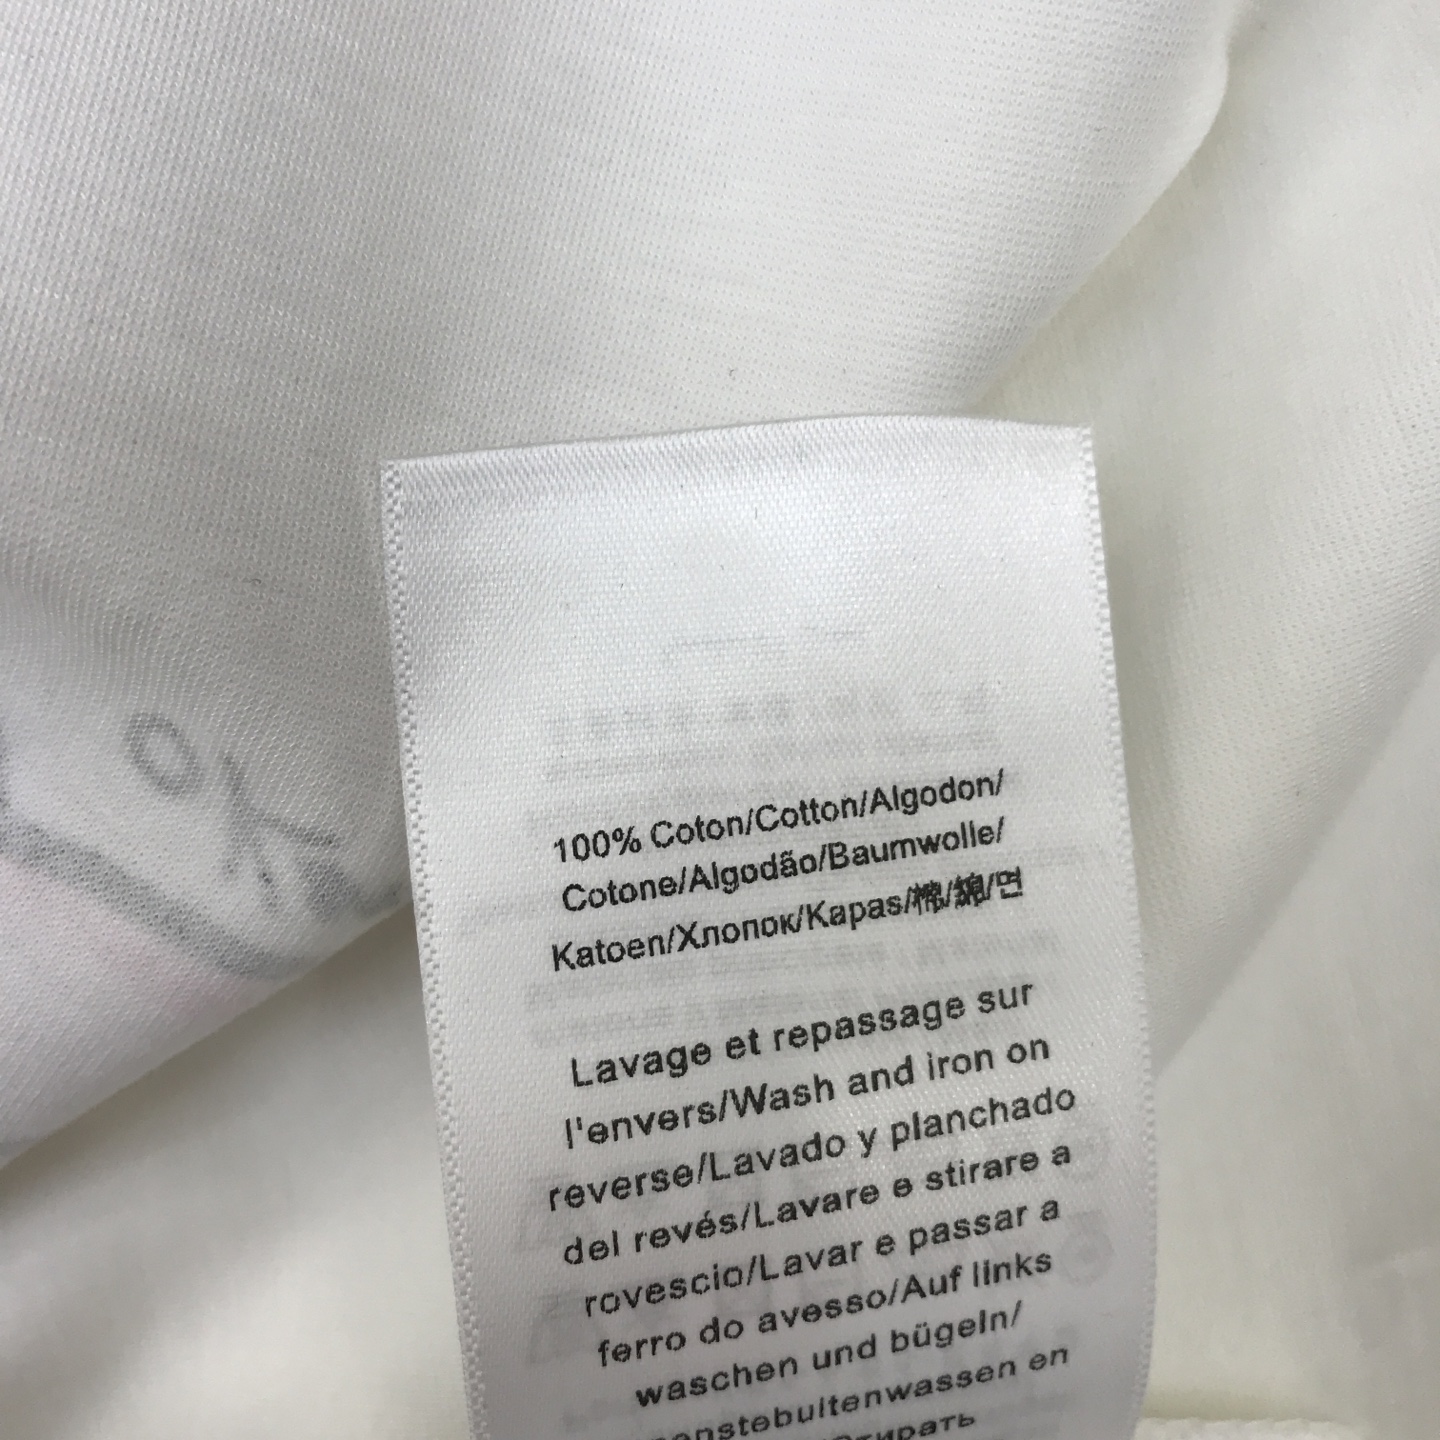 100% Coton/Cotton/Algodon/
Cotone/Algodão/Baumwolle/
Katoen/Хлопок/Kapas/棉/綿/면
Lavage et repassage sur
l'envers/Wash and iron on
reverse/Lavado y planchado
del revés/Lavare e stirare a
rovescio/Lavar e passar a
ferro do avesso/Auf links
waschen und bügeln/
en